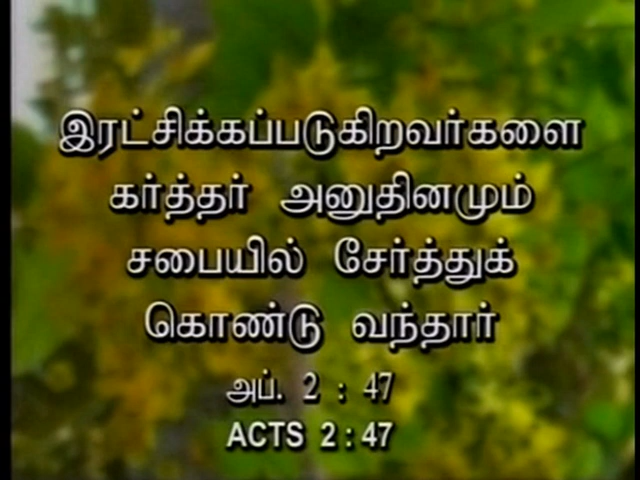 இரட்சிக்கப்படுகிறவர்களை
கர்த்தர் அனுதினமும்
சபையில் சேர்த்துக்
கொண்டு வந்தார்
அப். 2 : 47
ACTS 2 : 47